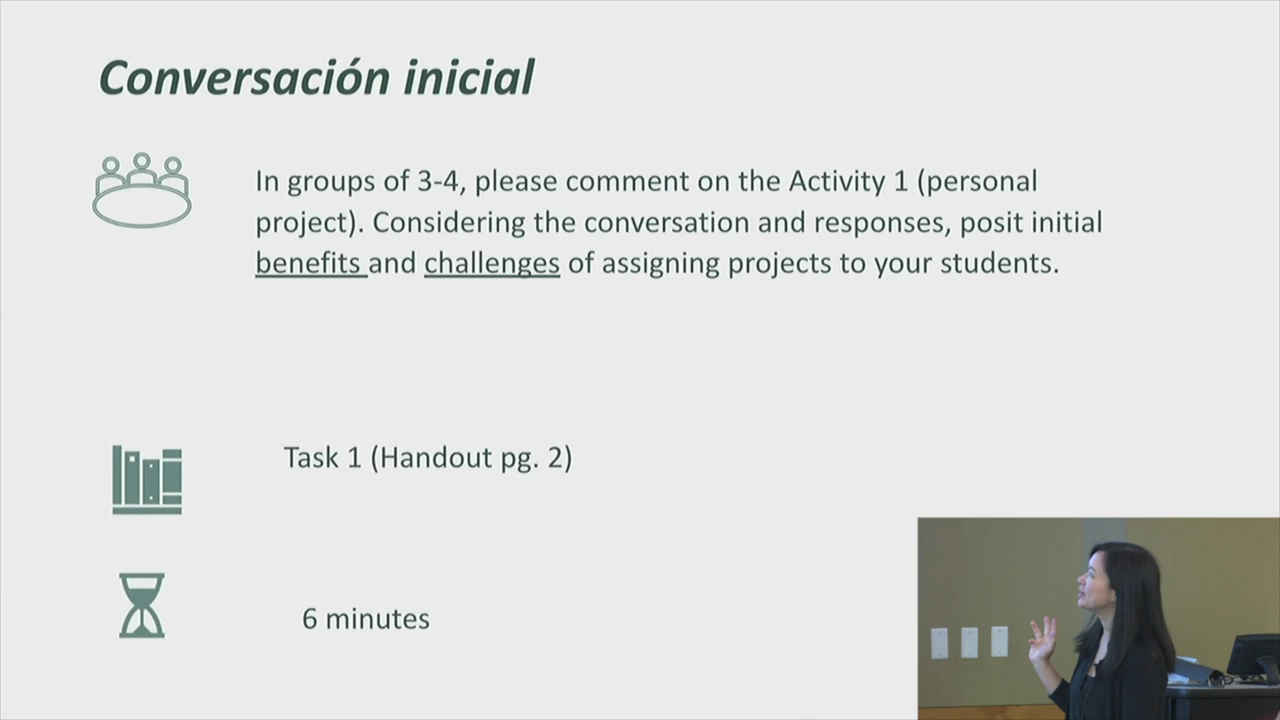 Conversación inicial
In groups of 3-4, please comment on the Activity 1 (personal
project). Considering the conversation and responses, posit initial
benefits and challenges of assigning projects to your students.
Task 1 (Handout pg. 2)
6 minutes